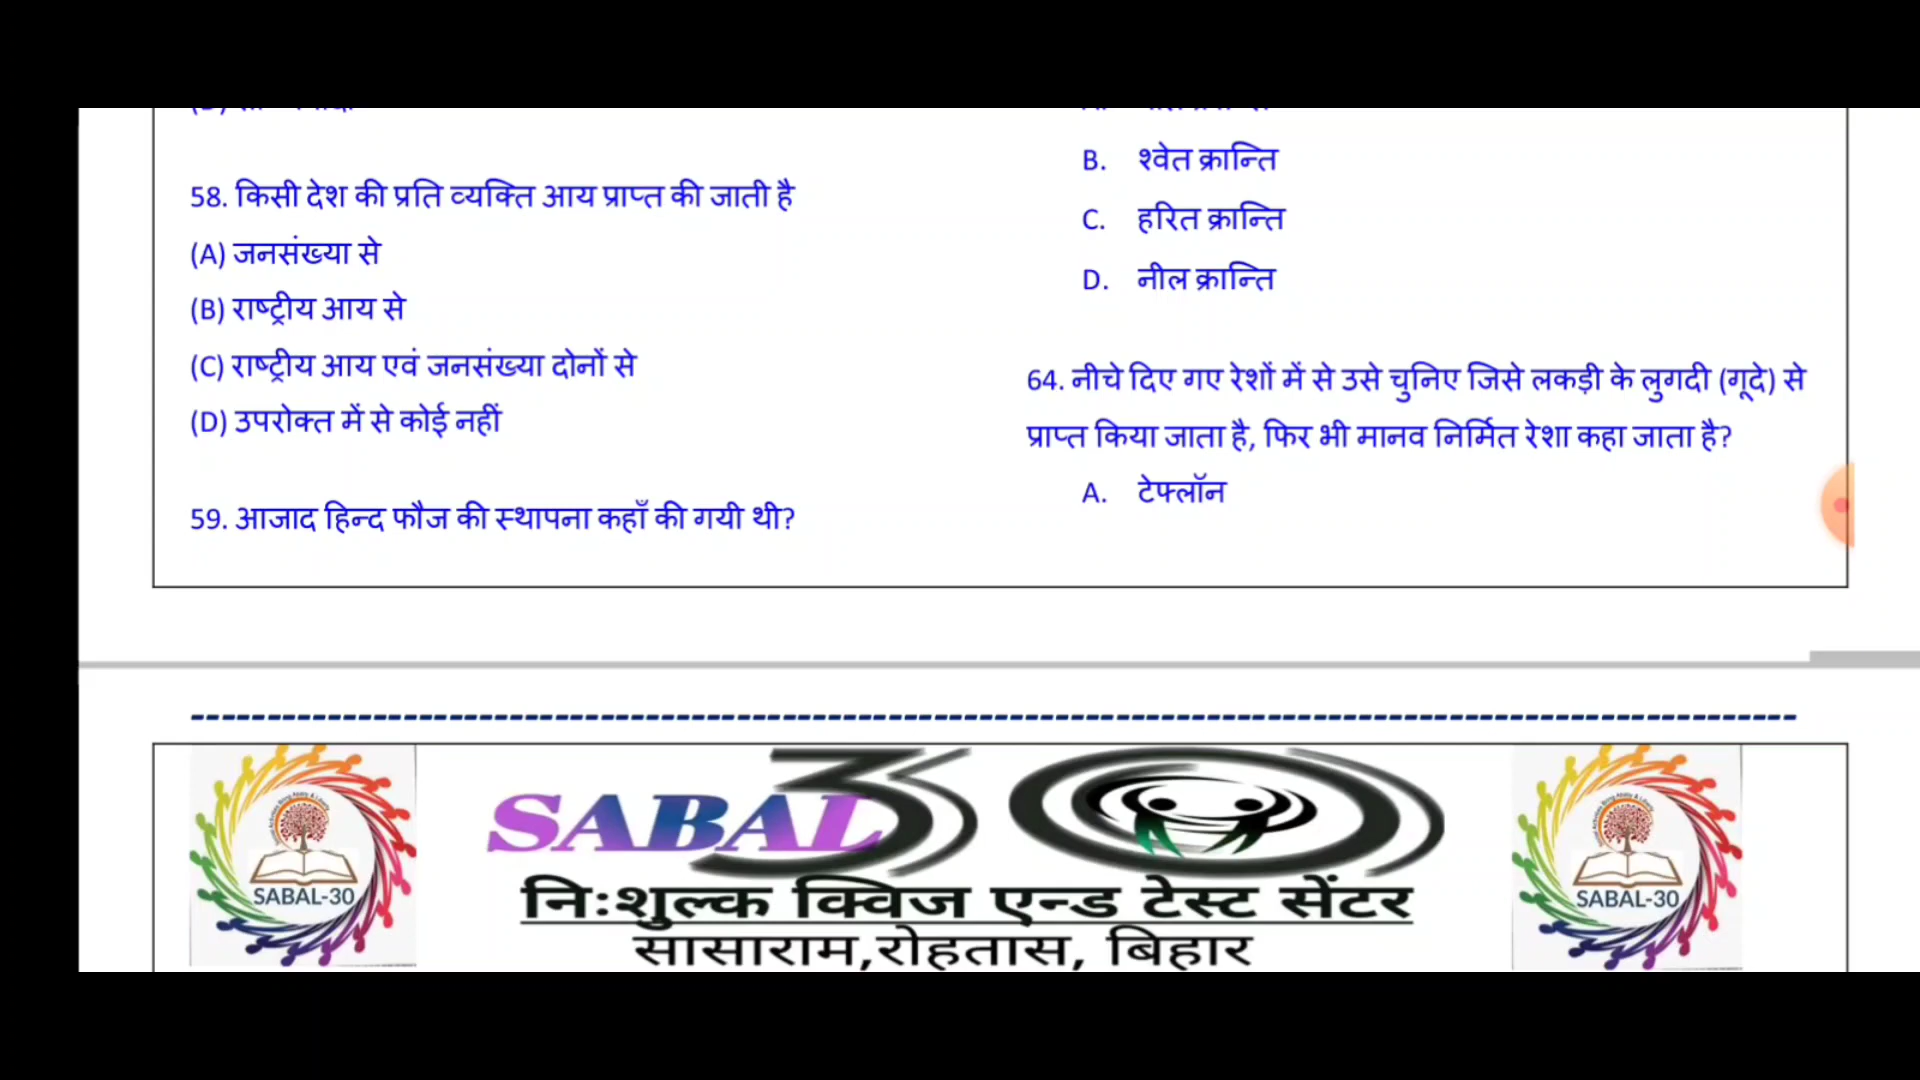 58. किसी देश की प्रति व्यक्ति आय प्राप्त की जाती है
(A) जनसंख्या से
(B) राष्ट्रीय आय से
(C) राष्ट्रीय आय एवं जनसंख्या दोनों से
(D) उपरोक्त में से कोई नहीं
59. आजाद हिन्द फौज की स्थापना कहाँ की गयी थी?
B. श्वेत क्रान्ति
C. हरित क्रान्ति
D. नील क्रान्ति
64. नीचे दिए गए रेशों में से उसे चुनिए जिसे लकड़ी के लुगदी (गूदे) से
प्राप्त किया जाता है, फिर भी मानव निर्मित रेशा कहा जाता है?
A. टेफ्लॉन
SABAL 30
निःशुल्क क्विज एन्ड टेस्ट सेंटर
सासाराम,रोहतास, बिहार
SABAL-30
SABAL-30